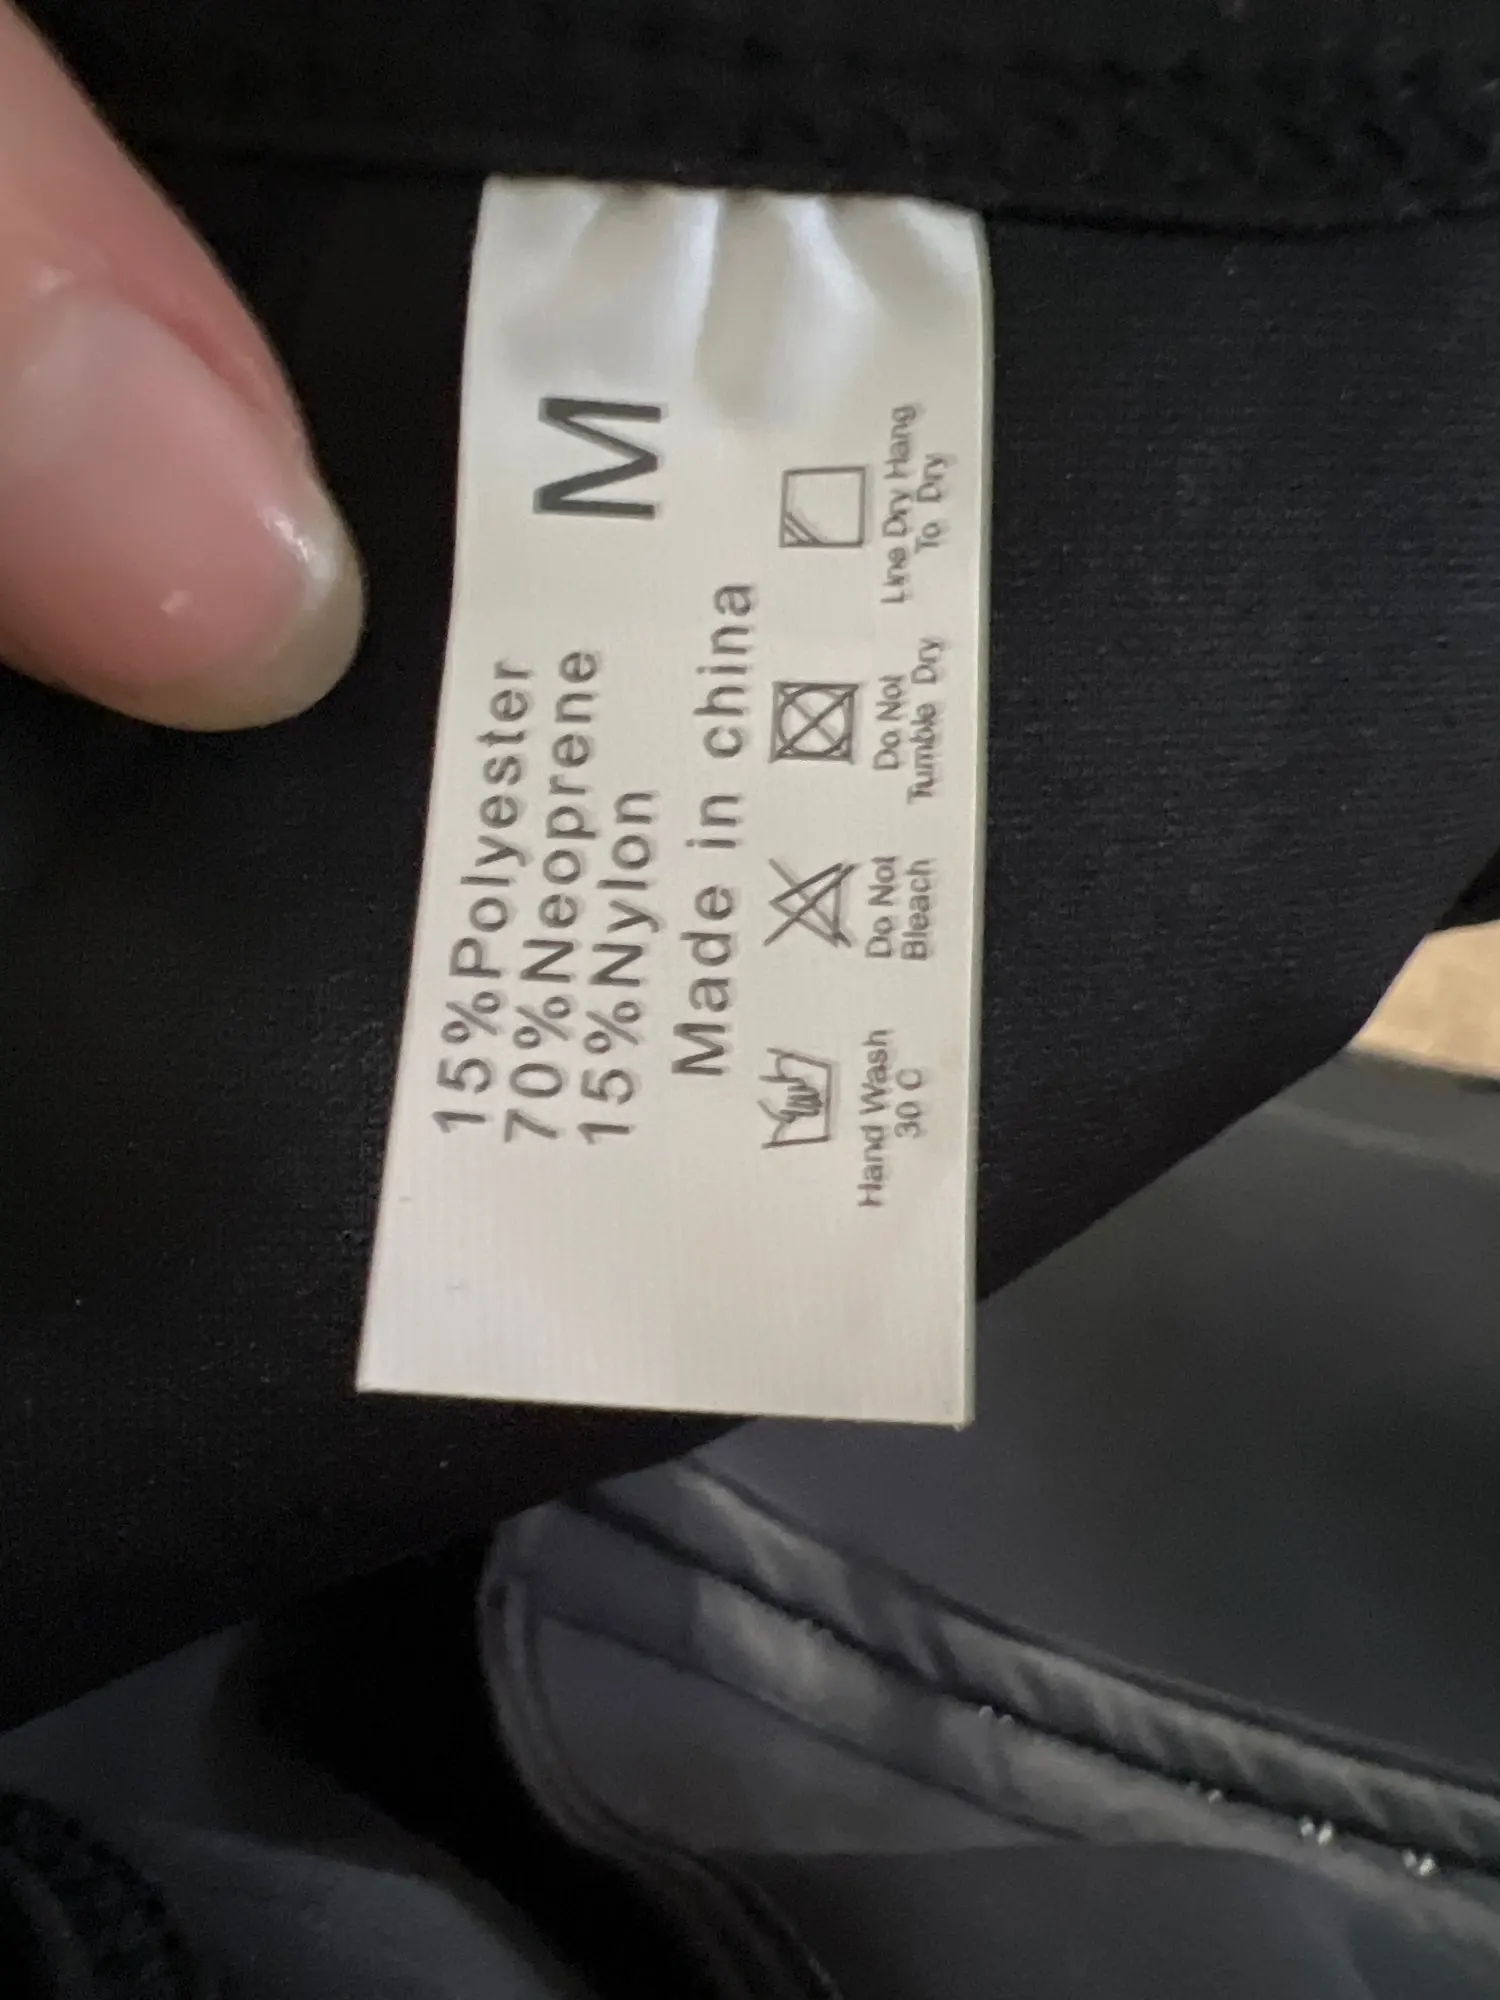 15%Polyester
70%Neoprene
15%Nylon
M
Made in china
Hand Wash
30 C
Do Not
Bleach
Do Not
Tumble Dry
Line Dry Hang
To Dry